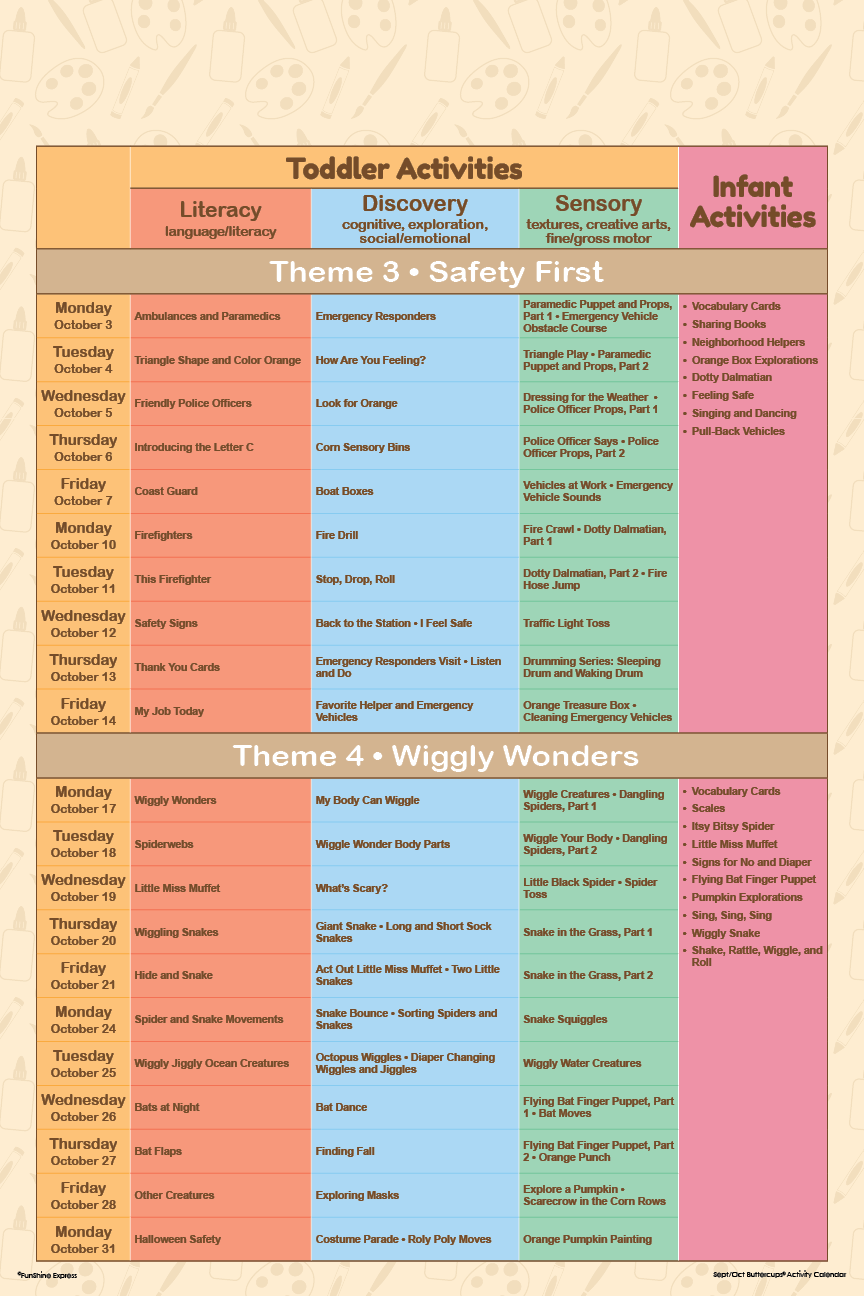 Toddler Activities
Infant
Activities
Literacy
language/literacy
Discovery
cognitive, exploration,
social/emotional
Sensory
textures, creative arts,
fine/gross motor
Theme 3 • Safety First
Monday
October 3
Ambulances and Paramedics
Emergency Responders
Paramedic Puppet and Props,
Part 1 • Emergency Vehicle
Obstacle Course
Tuesday
October 4
Triangle Shape and Color Orange
How Are You Feeling?
Triangle Play • Paramedic
Puppet and Props, Part 2
Wednesday
October 5
Friendly Police Officers
Look for Orange
Dressing for the Weather •
Police Officer Props, Part 1
Thursday
October 6
Introducing the Letter C
Corn Sensory Bins
Police Officer Says • Police
Officer Props, Part 2
Friday
October 7
Coast Guard
Boat Boxes
Vehicles at Work • Emergency
Vehicle Sounds
Monday
October 10
Firefighters
Fire Drill
Fire Crawl • Dotty Dalmatian,
Part 1
Tuesday
October 11
This Firefighter
Stop, Drop, Roll
Dotty Dalmatian, Part 2 • Fire
Hose Jump
Wednesday
October 12
Safety Signs
Back to the Station • I Feel Safe
Traffic Light Toss
Thursday
October 13
Thank You Cards
Emergency Responders Visit • Listen
and Do
Drumming Series: Sleeping
Drum and Waking Drum
Friday
October 14
My Job Today
Favorite Helper and Emergency
Vehicles
Orange Treasure Box •
Cleaning Emergency Vehicles
• Vocabulary Cards
• Sharing Books
• Neighborhood Helpers
• Orange Box Explorations
• Dotty Dalmatian
• Feeling Safe
• Singing and Dancing
• Pull-Back Vehicles
Theme 4 • Wiggly Wonders
Monday
October 17
Wiggly Wonders
My Body Can Wiggle
Wiggle Creatures • Dangling
Spiders, Part 1
Tuesday
October 18
Spiderwebs
Wiggle Wonder Body Parts
Wiggle Your Body • Dangling
Spiders, Part 2
Wednesday
October 19
Little Miss Muffet
What's Scary?
Little Black Spider • Spider
Toss
Thursday
October 20
Wiggling Snakes
Giant Snake • Long and Short Sock
Snakes
Snake in the Grass, Part 1
Friday
October 21
Hide and Snake
Act Out Little Miss Muffet • Two Little
Snakes
Snake in the Grass, Part 2
Monday
October 24
Spider and Snake Movements
Snake Bounce • Sorting Spiders and
Snakes
Snake Squiggles
Tuesday
October 25
Wiggly Jiggly Ocean Creatures
Octopus Wiggles • Diaper Changing
Wiggles and Jiggles
Wiggly Water Creatures
Wednesday
October 26
Bats at Night
Bat Dance
Flying Bat Finger Puppet, Part
1 • Bat Moves
Thursday
October 27
Bat Flaps
Finding Fall
Flying Bat Finger Puppet, Part
2 • Orange Punch
Friday
October 28
Other Creatures
Exploring Masks
Explore a Pumpkin •
Scarecrow in the Corn Rows
Monday
October 31
Halloween Safety
Costume Parade • Roly Poly Moves
Orange Pumpkin Painting
• Vocabulary Cards
• Scales
• Itsy Bitsy Spider
• Little Miss Muffet
• Signs for No and Diaper
• Flying Bat Finger Puppet
• Pumpkin Explorations
• Sing, Sing, Sing
• Wiggly Snake
• Shake, Rattle, Wiggle, and
Roll
©FunShine Express
Sept/Oct Buttercups® Activity Calendar